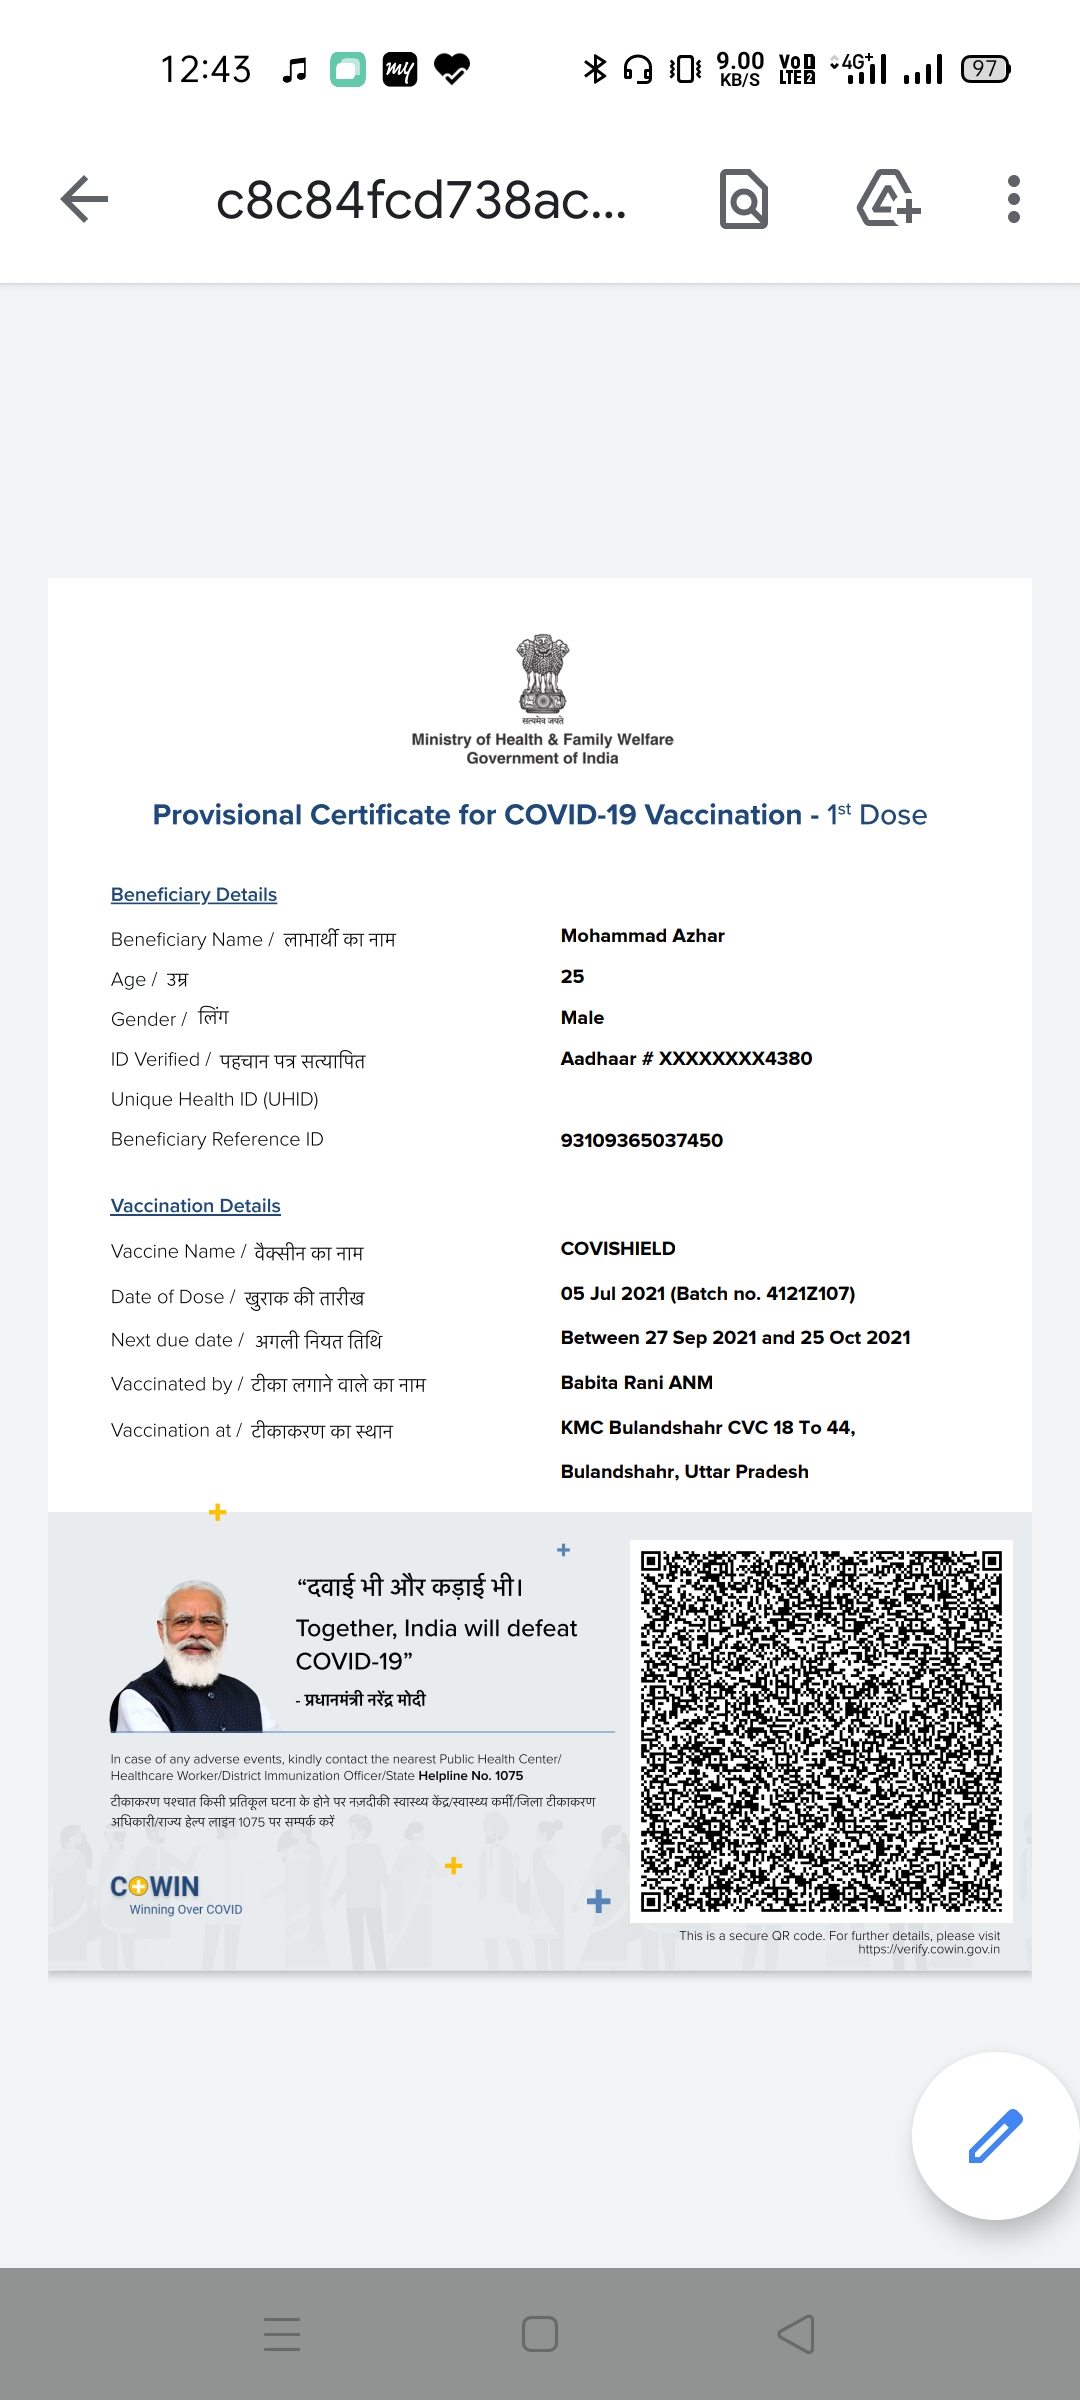 12:43 my 9.00 KB/S Vo 1 LTE 2 4G+ 97
c8c84fcd738ac...
सत्यमेव जयते
Ministry of Health & Family Welfare
Government of India
Provisional Certificate for COVID-19 Vaccination - 1st Dose
Beneficiary Details
Beneficiary Name / लाभार्थी का नाम Mohammad Azhar
Age / उम्र 25
Gender / लिंग Male
ID Verified / पहचान पत्र सत्यापित Aadhaar # XXXXXXXX4380
Unique Health ID (UHID)
Beneficiary Reference ID 93109365037450
Vaccination Details
Vaccine Name / वैक्सीन का नाम COVISHIELD
Date of Dose / खुराक की तारीख 05 Jul 2021 (Batch no. 4121Z107)
Next due date / अगली नियत तिथि Between 27 Sep 2021 and 25 Oct 2021
Vaccinated by / टीका लगाने वाले का नाम Babita Rani ANM
Vaccination at / टीकाकरण का स्थान KMC Bulandshahr CVC 18 To 44,
Bulandshahr, Uttar Pradesh
“दवाई भी और कड़ाई भी।
Together, India will defeat
COVID-19”
- प्रधानमंत्री नरेंद्र मोदी
In case of any adverse events, kindly contact the nearest Public Health Center/
Healthcare Worker/District Immunization Officer/State Helpline No. 1075
टीकाकरण पश्चात किसी प्रतिकूल घटना के होने पर नज़दीकी स्वास्थ्य केंद्र/स्वास्थ्य कर्मी/जिला टीकाकरण
अधिकारी/राज्य हेल्प लाइन 1075 पर सम्पर्क करें
COWIN
Winning Over COVID
This is a secure QR code. For further details, please visit
https://verify.cowin.gov.in